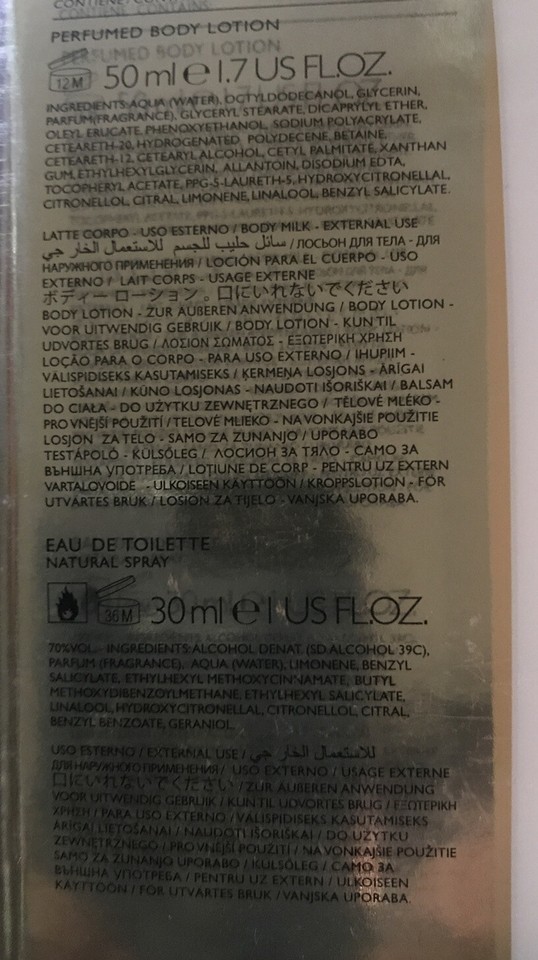 PERFUMED BODY LOTION
12M 50 ml e 1.7 US FL.OZ.
INGREDIENTS: AQUA (WATER), OCTYLDODECANOL, GLYCERIN,
PARFUM(FRAGRANCE), GLYCERYL STEARATE, DICAPRYLYL ETHER,
OLEYL ERUCATE, PHENOXYETHANOL, SODIUM POLYACRYLATE,
CETEARETH-20, HYDROGENATED POLYDECENE, BETAINE,
CETEARETH-12, CETEARYL ALCOHOL, CETYL PALMITATE, XANTHAN
GUM, ETHYLHEXYLGLYCERIN, ALLANTOIN, DISODIUM EDTA,
TOCOPHERYL ACETATE, PPG-5-LAURETH-5, HYDROXYCITRONELLAL,
CITRONELLOL, CITRAL, LIMONENE, LINALOOL, BENZYL SALICYLATE.
LATTE CORPO - USO ESTERNO / BODY MILK - EXTERNAL USE
سائل حليب للجسم للاستعمال الخار جي / ЛОСЬОН ДЛЯ ТЕЛА - ДЛЯ
НАРУЖНОГО ПРИМЕНЕНИЯ / LOCIÓN PARA EL CUERPO - USO
EXTERNO / LAIT CORPS - USAGE EXTERNE
ボディー ローション 。口にいれないでください
BODY LOTION - ZUR AUßEREN ANWENDUNG / BODY LOTION -
VOOR UITWENDIG GEBRUIK / BODY LOTION - KUN TIL
UDVORTES BRUG / ΛΟΣΙΟΝ ΣΩΜΑΤΟΣ - ΕΞΩΤΕΡΙΚΗ ΧΡΗΣΗ
LOÇÃO PARA O CORPO - PARA USO EXTERNO / IHUPIIM -
VÄLISPIDISEKS KASUTAMISEKS / ĶERMEŅA LOSJONS - ĀRĪGAI
LIETOŠANAI / KŪNO LOSJONAS - NAUDOTI IŠORIŠKAI / BALSAM
DO CIAŁA - DO UŻYTKU ZEWNĘTRZNEGO / TĚLOVÉ MLÉKO -
PRO VNĚJŠÍ POUŽITÍ / TELOVÉ MLIEKO - NA VONKAJŠIE POUŽITIE
LOSJON ZA TELO - SAMO ZA ZUNANJO / UPORABO
TESTÁPOLÓ - KÜLSŐLEG / ЛОСИОН ЗА ТЯЛО - САМО ЗА
ВЪНШНА УПОТРЕБА / LOȚIUNE DE CORP - PENTRU UZ EXTERN
VARTALOVOIDE - ULKOISEEN KÄYTTÖÖN / KROPPSLOTION - FÖR
UTVÄRTES BRUK / LOSION ZA TIJELO - VANJSKA UPORABA.
EAU DE TOILETTE
NATURAL SPRAY
36M 30 ml e 1 US FL.OZ.
70%VOL. - INGREDIENTS: ALCOHOL DENAT. (SD ALCOHOL 39C),
PARFUM (FRAGRANCE), AQUA (WATER), LIMONENE, BENZYL
SALICYLATE, ETHYLHEXYL METHOXYCINNAMATE, BUTYL
METHOXYDIBENZOYLMETHANE, ETHYLHEXYL SALICYLATE,
LINALOOL, HYDROXYCITRONELLAL, CITRONELLOL, CITRAL,
BENZYL BENZOATE, GERANIOL.
USO ESTERNO / EXTERNAL USE / للاستعمال الخار جي
ДЛЯ НАРУЖНОГО ПРИМЕНЕНИЯ / USO EXTERNO / USAGE EXTERNE
口にいれないでください / ZUR ÄUßEREN ANWENDUNG
VOOR UITWENDIG GEBRUIK / KUN TIL UDVORTES BRUG / ΕΞΩΤΕΡΙΚΗ
ΧΡΗΣΗ / PARA USO EXTERNO / VÄLISPIDISEKS KASUTAMISEKS
ĀRĪGAI LIETOŠANAI / NAUDOTI IŠORIŠKAI / DO UŻYTKU
ZEWNĘTRZNEGO / PRO VNĚJŠÍ POUŽITÍ / NA VONKAJŠIE POUŽITIE
SAMO ZA ZUNANJO UPORABO / KÜLSŐLEG / САМО ЗА
ВЪНШНА УПОТРЕБА / PENTRU UZ EXTERN / ULKOISEEN
KÄYTTÖÖN / FÖR UTVÄRTES BRUK / VANJSKA UPORABA.